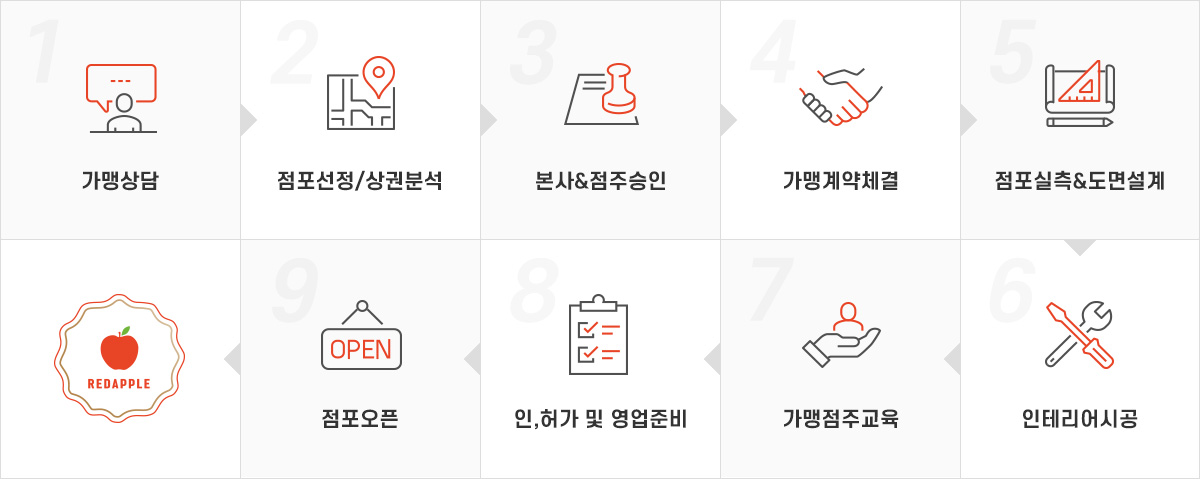 1
가맹상담
2
점포선정/상권분석
3
본사&점주승인
4
가맹계약체결
5
점포실측&도면설계
6
인테리어시공
7
가맹점주교육
8
인,허가 및 영업준비
9
OPEN
점포오픈
REDAPPLE